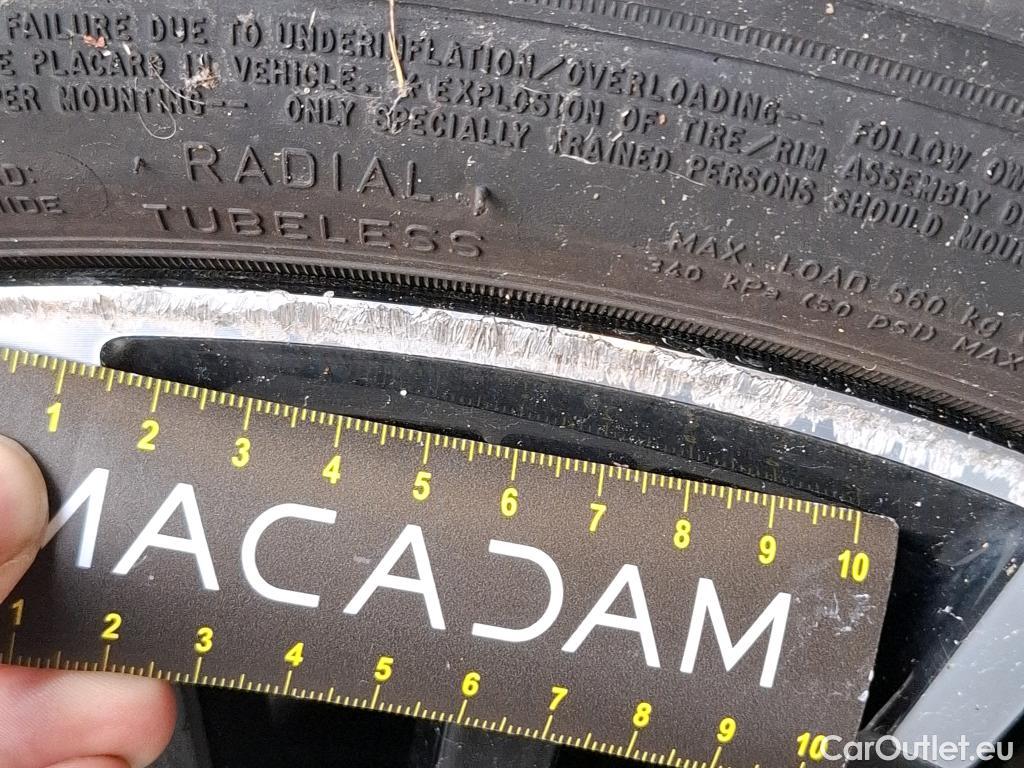 FAILURE DUE TO UNDERINFLATION/OVERLOADING-- FOLLOW OW
E PLACARD IN VEHICLE. * EXPLOSION OF TIRE/RIM ASSEMBLY D
PER MOUNTING-- ONLY SPECIALLY TRAINED PERSONS SHOULD MOUN
RADIAL
TUBELESS
MAX LOAD 560 kg
340 kPa (50 PSI) MAX
1 2 3 4 5 6 7 8 9 10
MACADAM
1 2 3 4 5 6 7 8 9 10
CarOutlet.eu